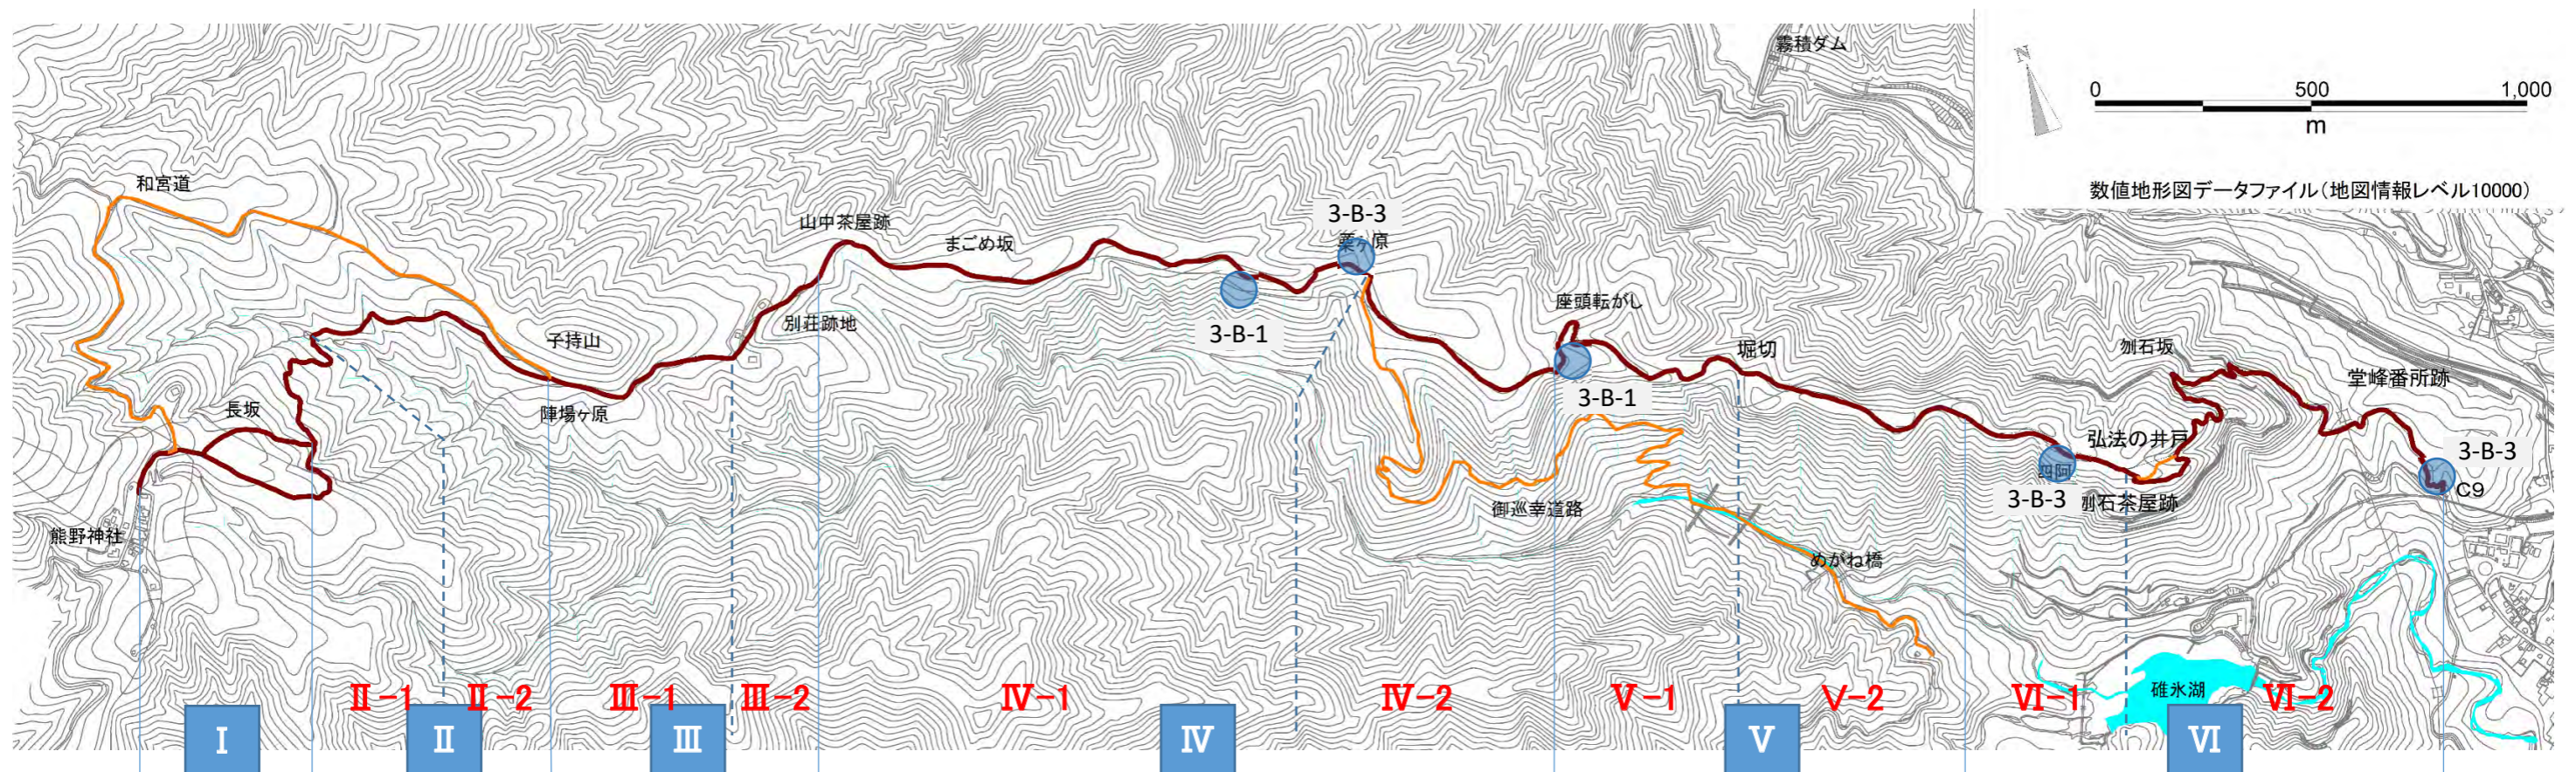 霧積ダム
N
0 500 1,000
m
数値地形図データファイル(地図情報レベル10000)
和宮道
山中茶屋跡
まごめ坂
3-B-3
粟ヶ原
3-B-1
別荘跡地
子持山
陣場ヶ原
長坂
熊野神社
座頭転がし
3-B-1
堀切
御巡幸道路
めがね橋
刎石坂
堂峰番所跡
弘法の井戸
四阿
3-B-3
刎石茶屋跡
3-B-3
C9
碓氷湖
Ⅱ-1
Ⅱ-2
Ⅲ-1
Ⅲ-2
Ⅳ-1
Ⅳ-2
Ⅴ-1
Ⅴ-2
Ⅵ-1
Ⅵ-2
Ⅰ
Ⅱ
Ⅲ
Ⅳ
Ⅴ
Ⅵ